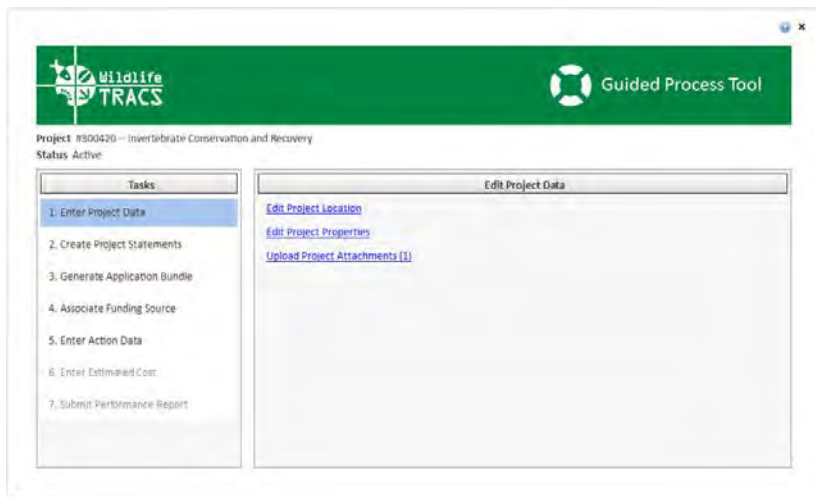 Wildlife
TRACS
Guided Process Tool
Project #300420 -- Invertebrate Conservation and Recovery
Status Active
Tasks
1. Enter Project Data
2. Create Project Statements
3. Generate Application Bundle
4. Associate Funding Source
5. Enter Action Data
6. Enter Estimated Cost
7. Submit Performance Report
Edit Project Data
Edit Project Location
Edit Project Properties
Upload Project Attachments (1)